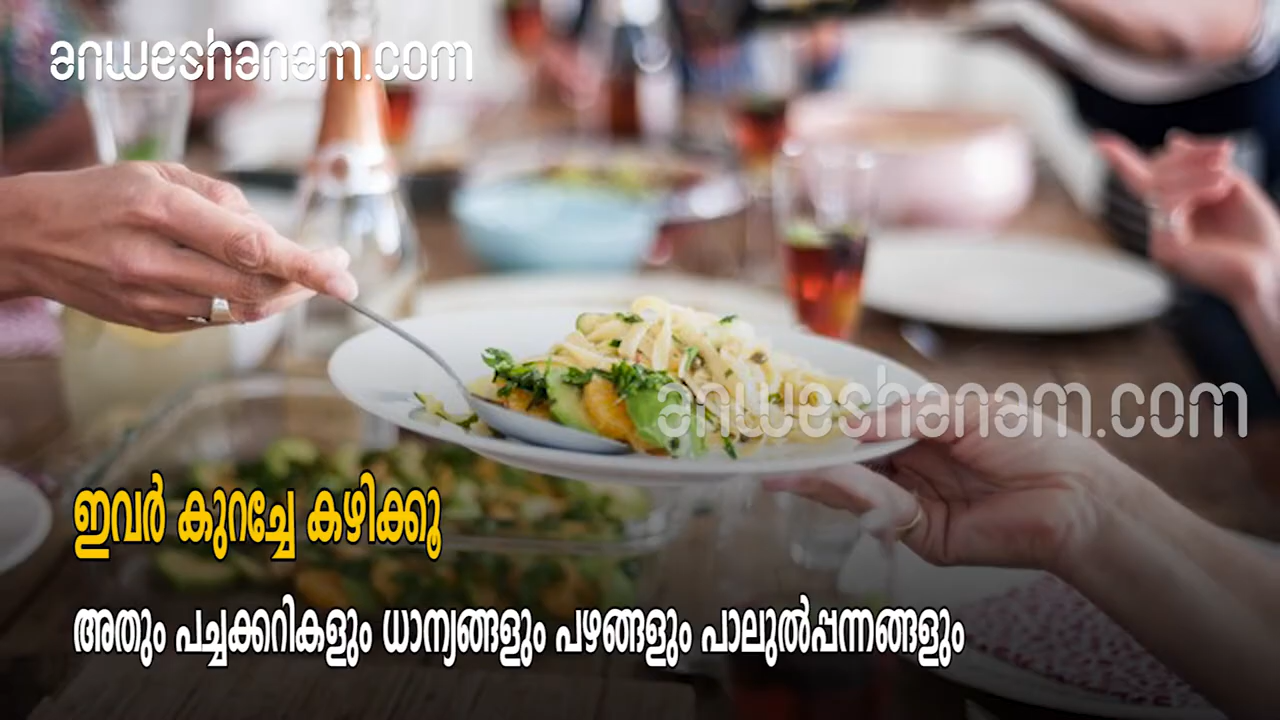 anweshanam.com
anweshanam.com
ഇവർ കുറച്ചേ കഴിക്കൂ
അതും പച്ചക്കറികളും ധാന്യങ്ങളും പഴങ്ങളും പാലുൽപ്പന്നങ്ങളും